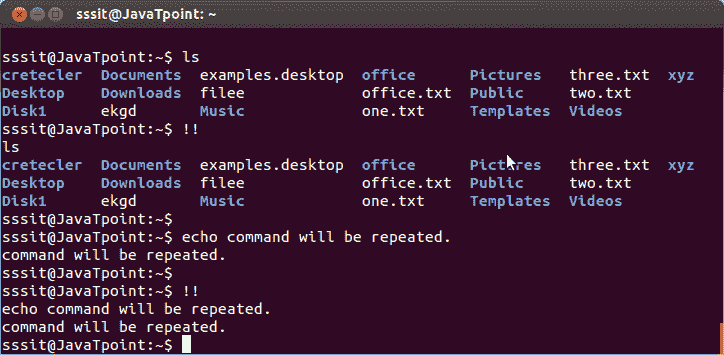 sssit@JavaTpoint: ~
sssit@JavaTpoint:~$ ls
cretecler  Documents  examples.desktop  office      Pictures   three.txt  xyz
Desktop    Downloads  filee             office.txt  Public     two.txt
Disk1      ekgd       Music             one.txt     Templates  Videos
sssit@JavaTpoint:~$ !!
ls
cretecler  Documents  examples.desktop  office      Pictures   three.txt  xyz
Desktop    Downloads  filee             office.txt  Public     two.txt
Disk1      ekgd       Music             one.txt     Templates  Videos
sssit@JavaTpoint:~$
sssit@JavaTpoint:~$ echo command will be repeated.
command will be repeated.
sssit@JavaTpoint:~$
sssit@JavaTpoint:~$ !!
echo command will be repeated.
command will be repeated.
sssit@JavaTpoint:~$